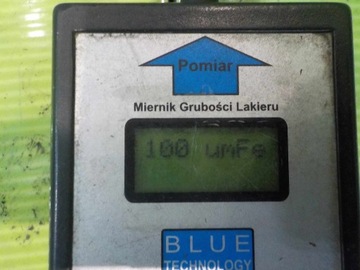 Pomiar
Miernik Grubości Lakieru
100 umFe
BLUE
TECHNOLOGY